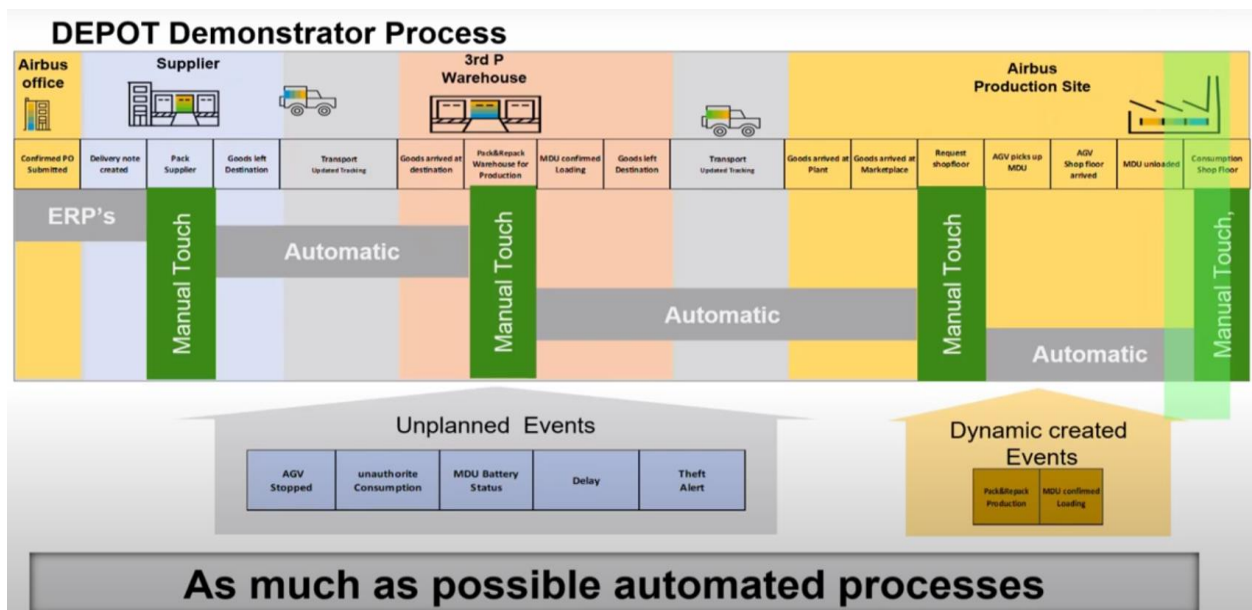 DEPOT Demonstrator Process
Airbus
office
Supplier
3rd P
Warehouse
Airbus
Production Site
Confirmed PO
Submitted
Delivery note
created
Pack
Supplier
Goods left
Destination
Transport
Updated Tracking
Goods arrived at
destination
Pack&Repack
Warehouse for
Production
MDU confirmed
Loading
Goods left
Destination
Transport
Updated Tracking
Goods arrived at
Plant
Goods arrived at
Marketplace
Request
shopfloor
AGV picks up
MDU
AGV
Shop floor
arrived
MDU unloaded
Consumption
Shop Floor
ERP's
Manual Touch
Automatic
Manual Touch
Automatic
Manual Touch
Automatic
Manual Touch,
Unplanned Events
AGV
Stopped
unauthorite
Consumption
MDU Battery
Status
Delay
Theft
Alert
Dynamic created
Events
Pack&Repack
Production
MDU confirmed
Loading
As much as possible automated processes